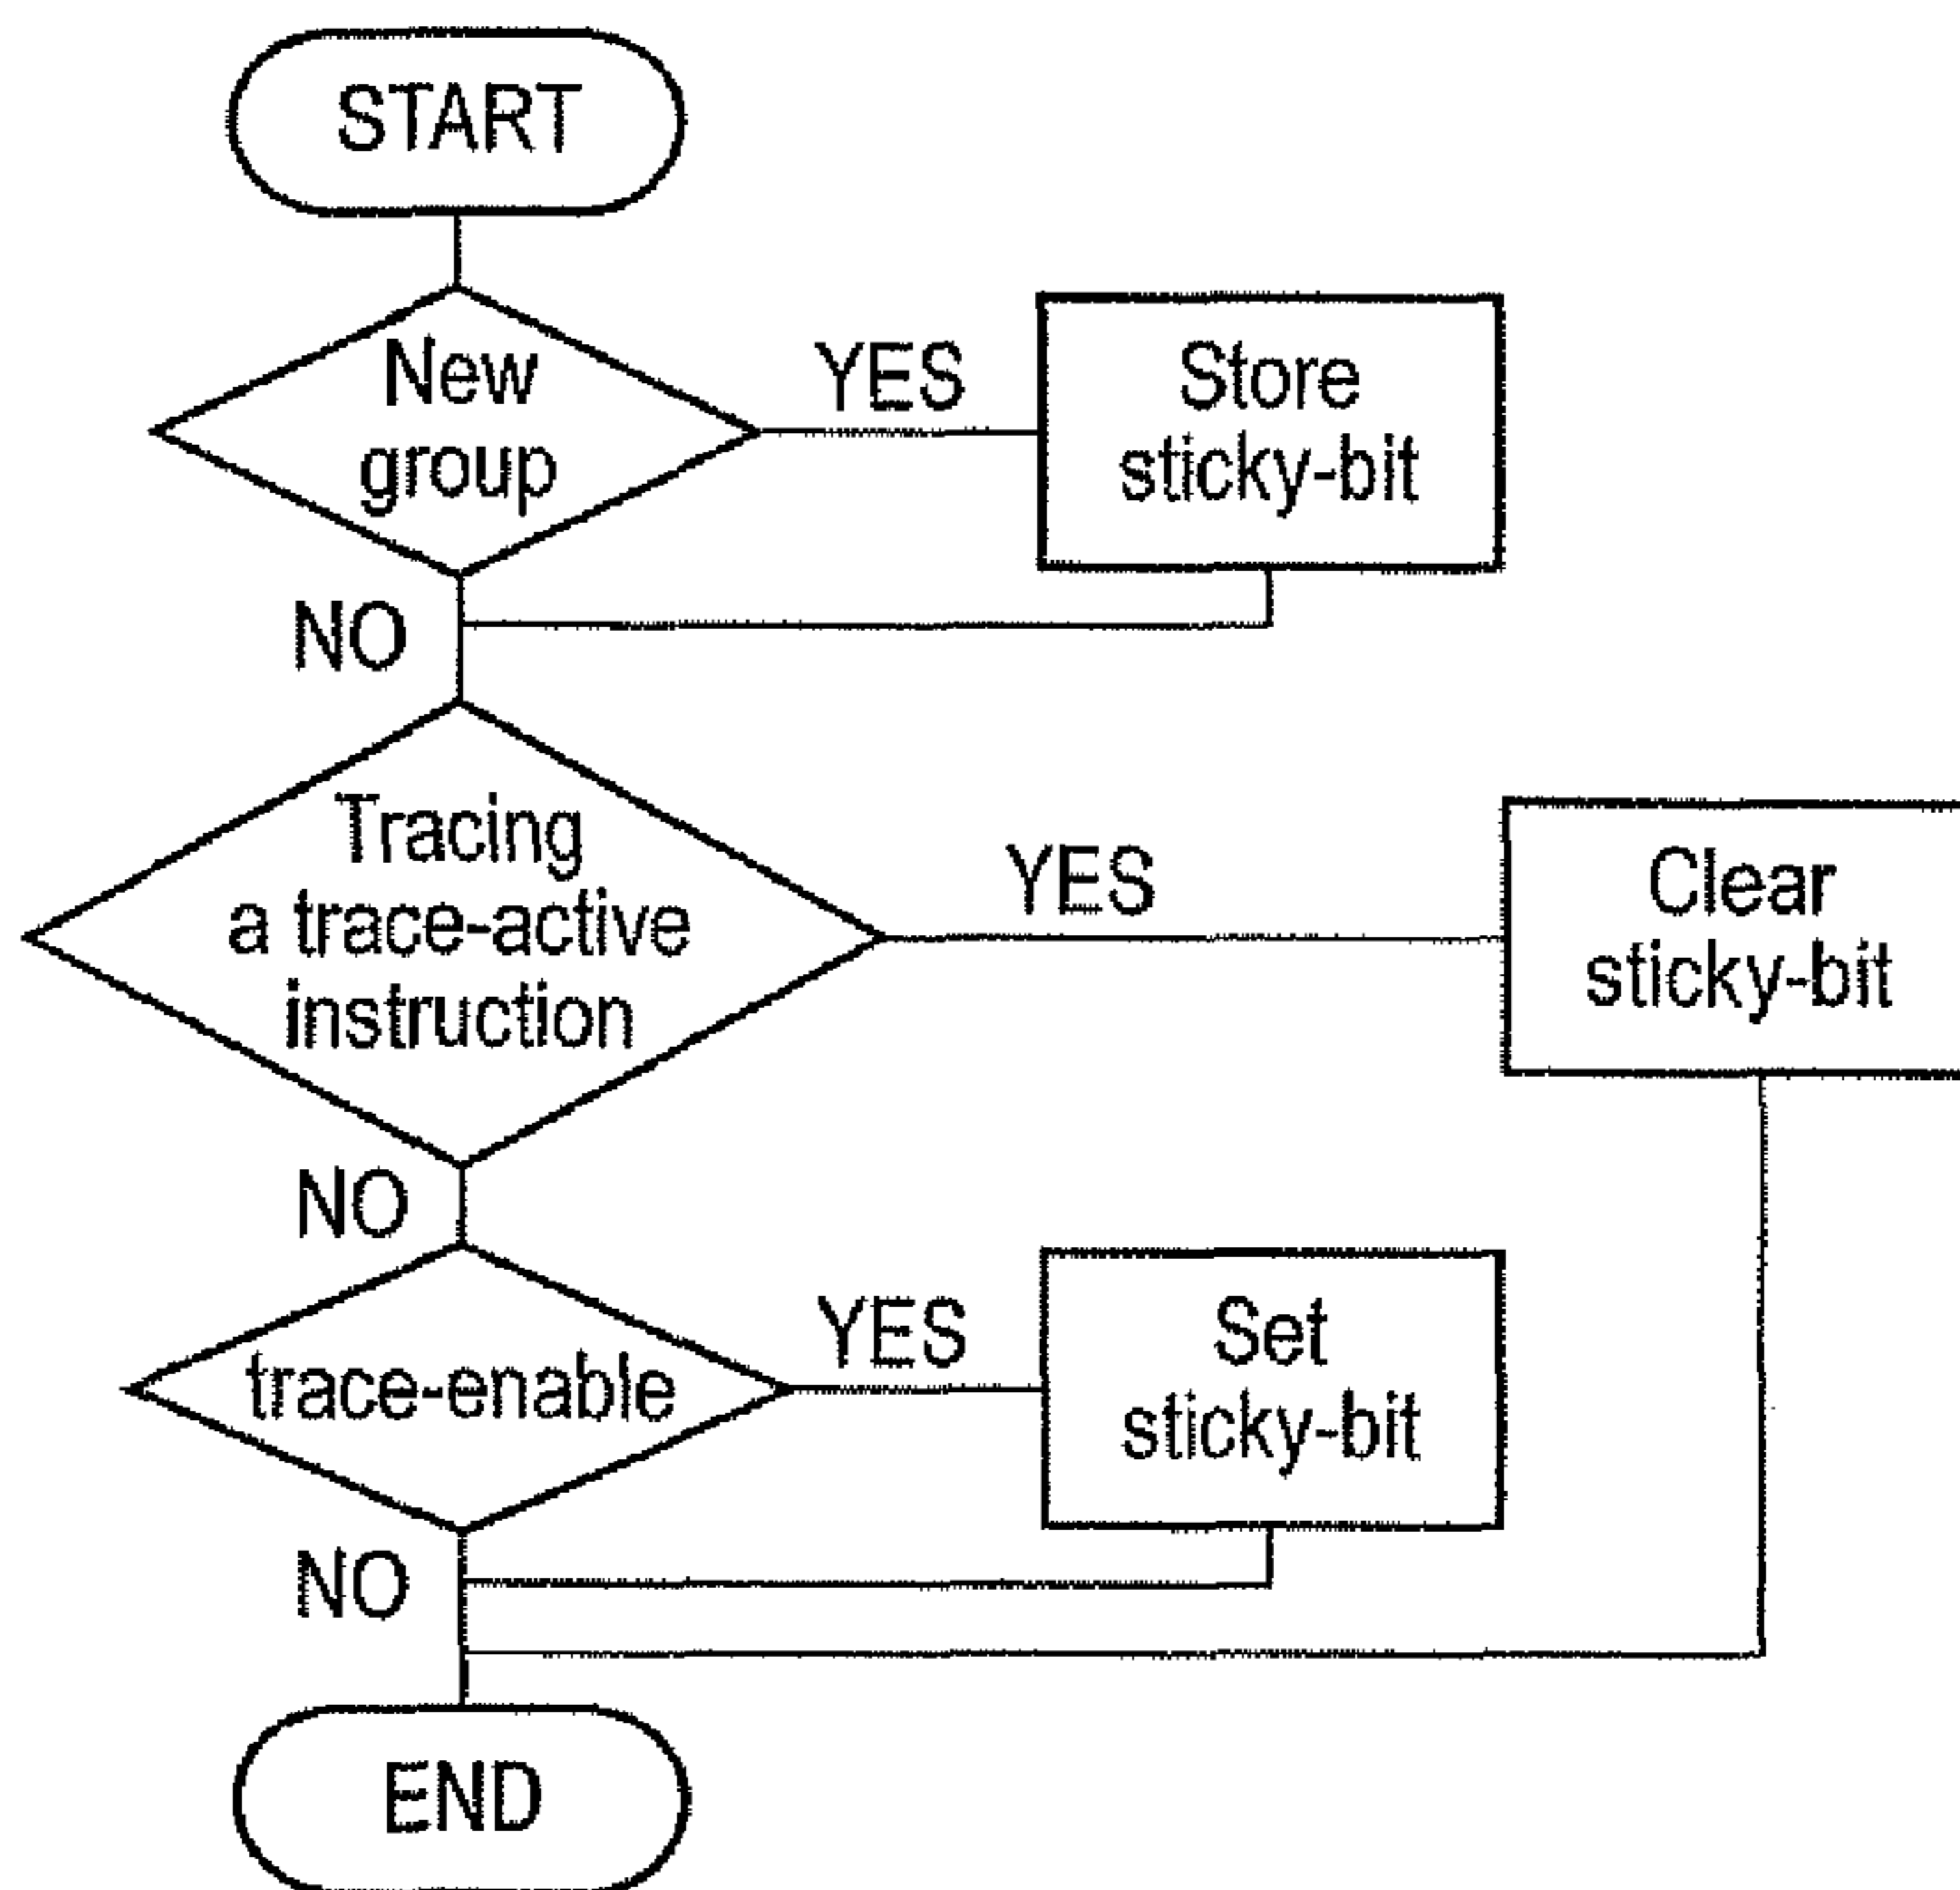 START
New
group
YES
Store
sticky-bit
NO
Tracing
a trace-active
instruction
YES
Clear
sticky-bit
NO
trace-enable
YES
Set
sticky-bit
NO
END